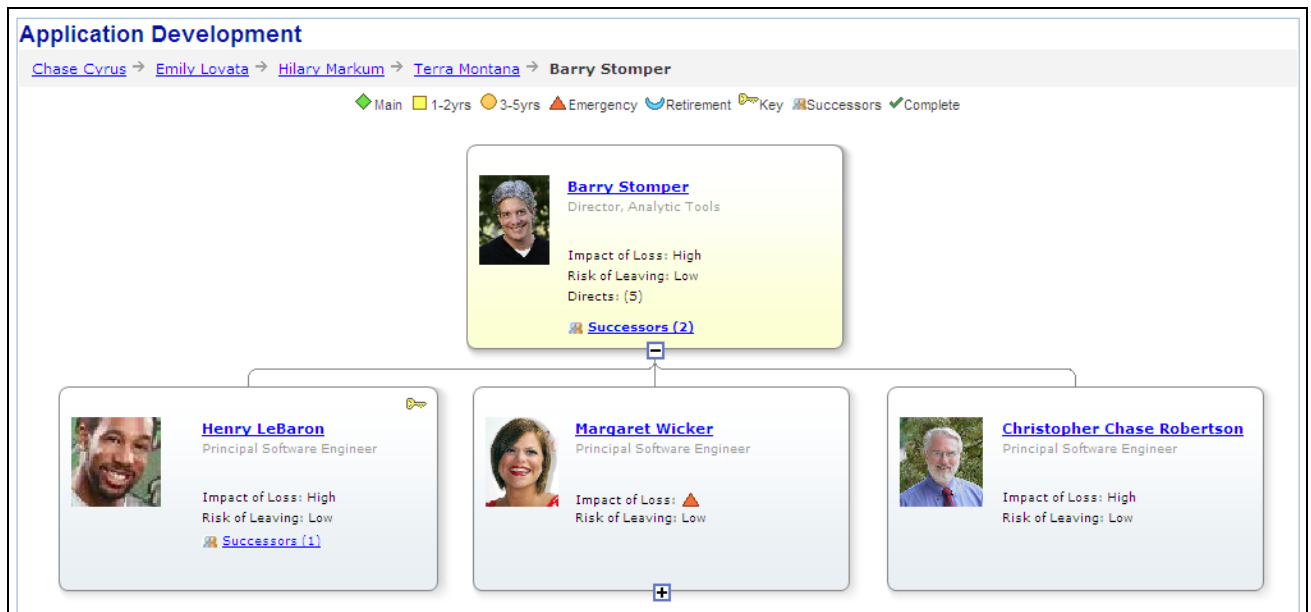 Application Development
Chase Cyrus → Emily Lovata → Hilary Markum → Terra Montana → Barry Stomper
Main 1-2yrs 3-5yrs Emergency Retirement Key Successors Complete
Barry Stomper
Director, Analytic Tools
Impact of Loss: High
Risk of Leaving: Low
Directs: (5)
Successors (2)
Henry LeBaron
Principal Software Engineer
Impact of Loss: High
Risk of Leaving: Low
Successors (1)
Margaret Wicker
Principal Software Engineer
Impact of Loss:
Risk of Leaving: Low
Christopher Chase Robertson
Principal Software Engineer
Impact of Loss: High
Risk of Leaving: Low